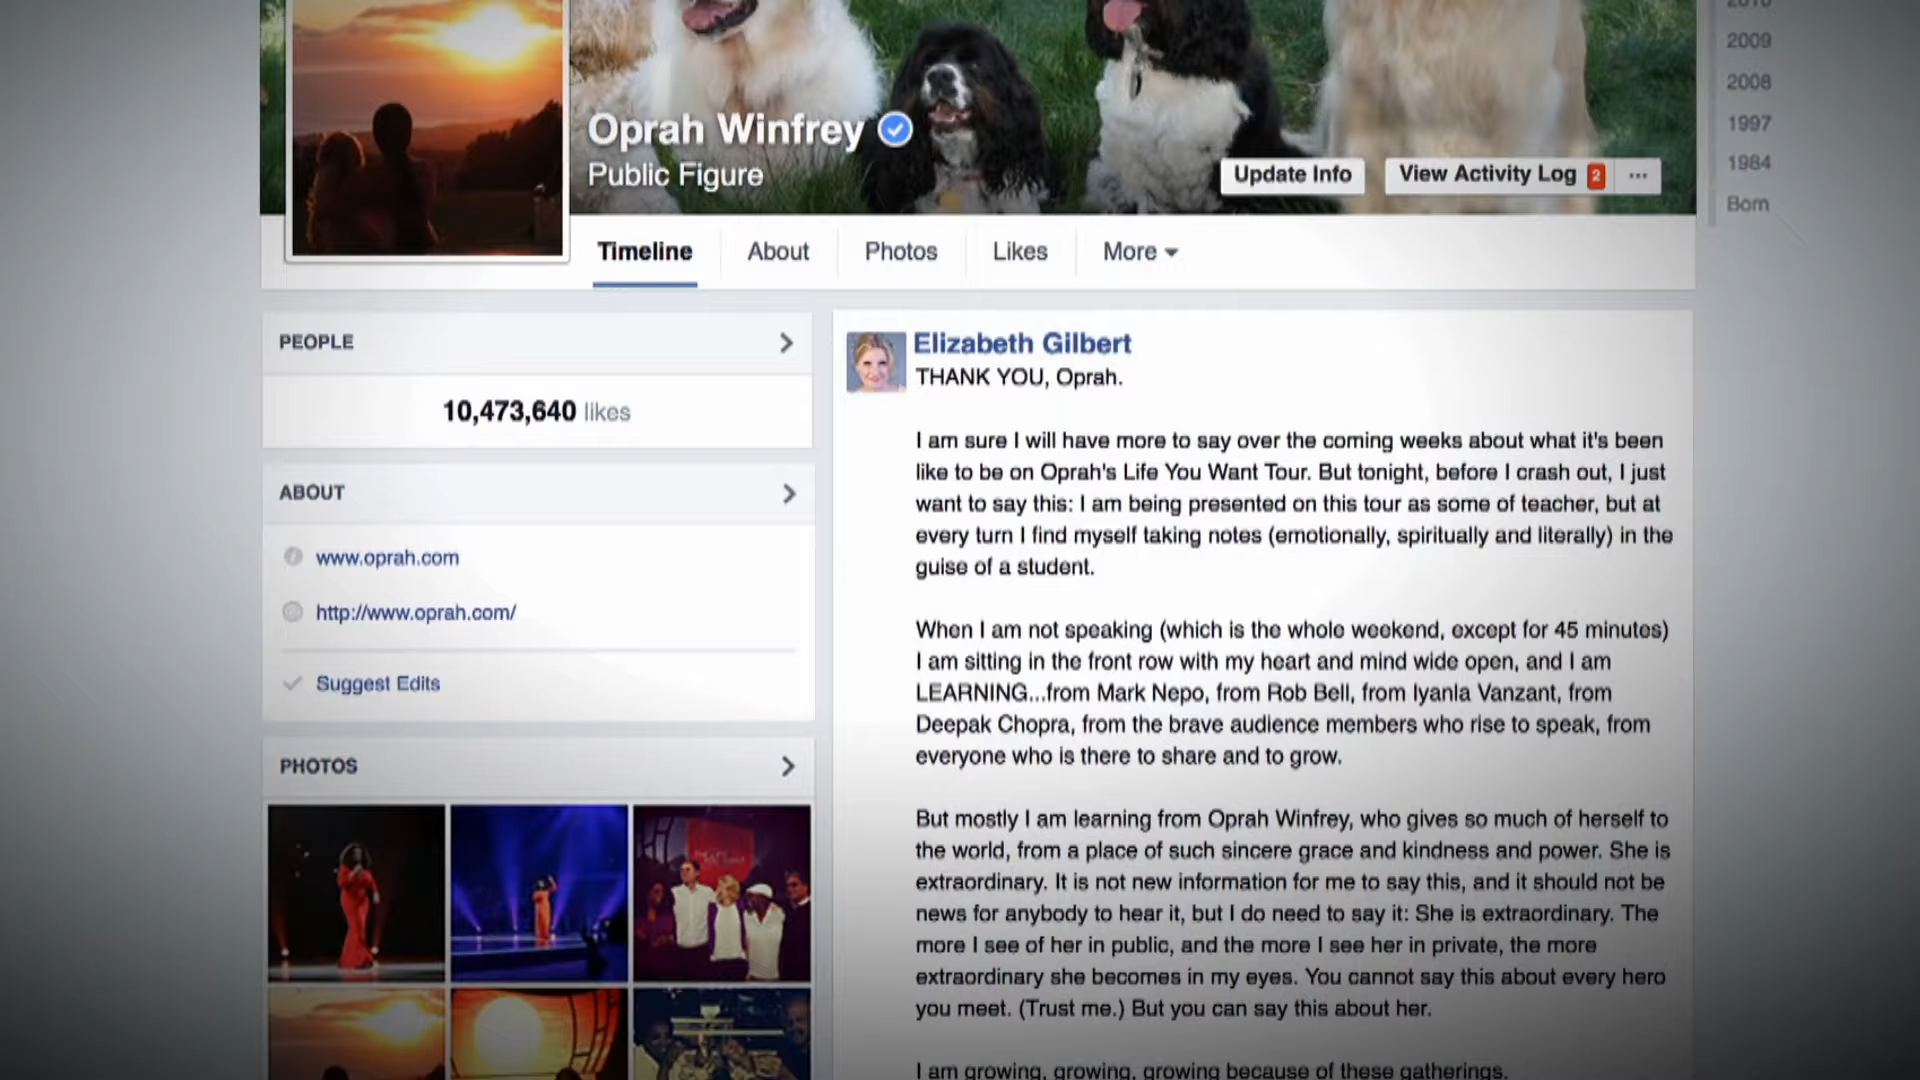 2009
2008
1997
1984
Born
Oprah Winfrey
Public Figure
Update Info
View Activity Log 2 ...
Timeline
About
Photos
Likes
More
PEOPLE
10,473,640 likes
ABOUT
www.oprah.com
http://www.oprah.com/
Suggest Edits
PHOTOS
Elizabeth Gilbert
THANK YOU, Oprah.
I am sure I will have more to say over the coming weeks about what it's been
like to be on Oprah's Life You Want Tour. But tonight, before I crash out, I just
want to say this: I am being presented on this tour as some of teacher, but at
every turn I find myself taking notes (emotionally, spiritually and literally) in the
guise of a student.
When I am not speaking (which is the whole weekend, except for 45 minutes)
I am sitting in the front row with my heart and mind wide open, and I am
LEARNING...from Mark Nepo, from Rob Bell, from Iyanla Vanzant, from
Deepak Chopra, from the brave audience members who rise to speak, from
everyone who is there to share and to grow.
But mostly I am learning from Oprah Winfrey, who gives so much of herself to
the world, from a place of such sincere grace and kindness and power. She is
extraordinary. It is not new information for me to say this, and it should not be
news for anybody to hear it, but I do need to say it: She is extraordinary. The
more I see of her in public, and the more I see her in private, the more
extraordinary she becomes in my eyes. You cannot say this about every hero
you meet. (Trust me.) But you can say this about her.
I am growing, growing, growing because of these gatherings.